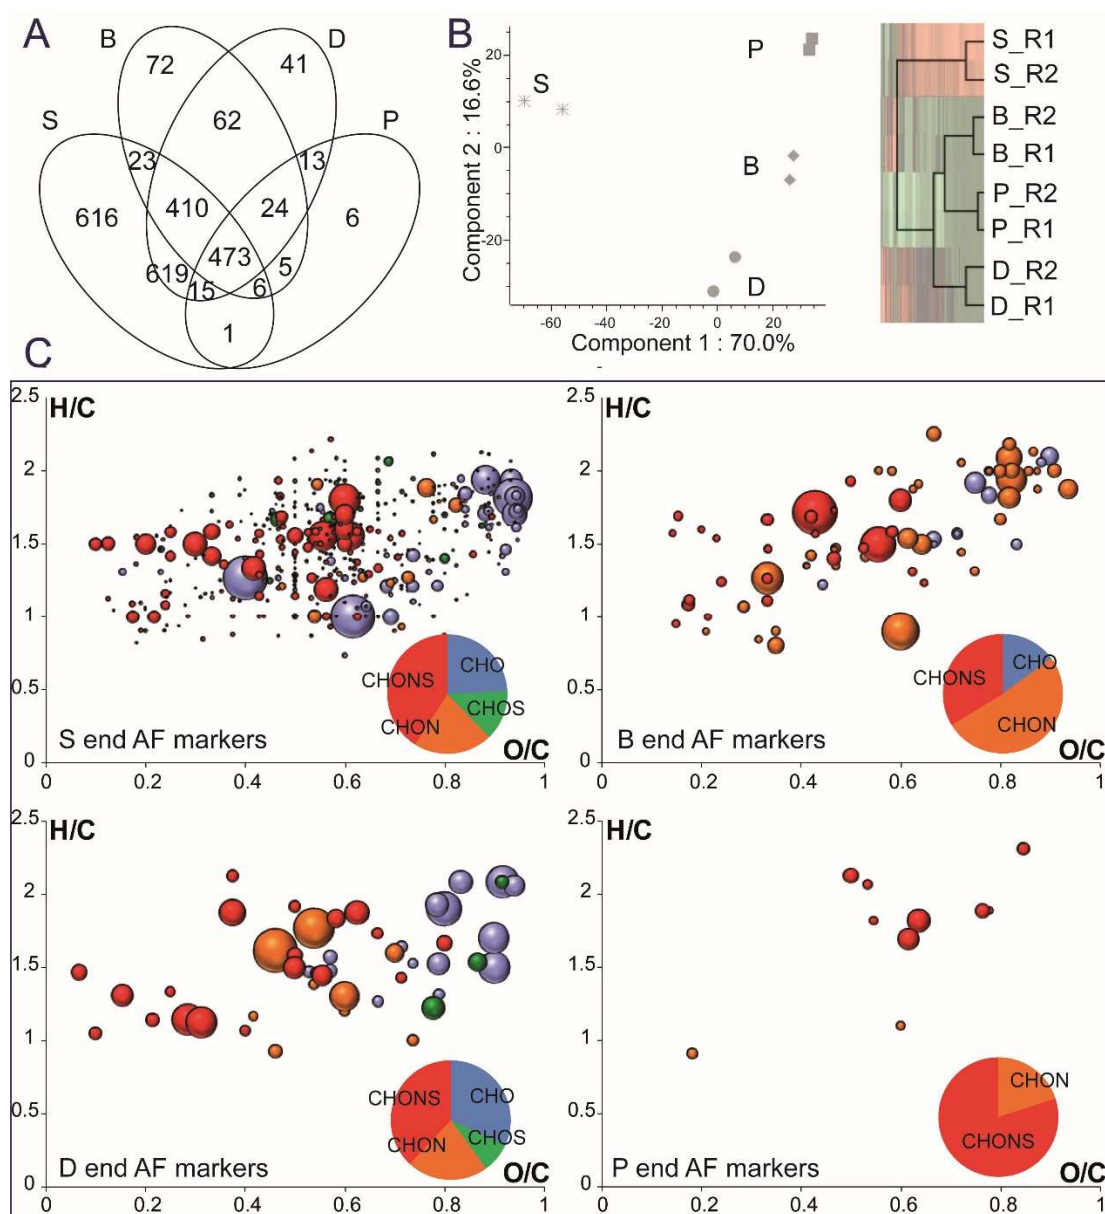 A
B
D
S
P
72
41
62
23
13
616
410
24
6
473
619
5
15
6
1
B
Component 2 : 16.6%
20
0
-20
S
P
B
D
-60
-40
-20
0
20
Component 1 : 70.0%
S_R1
S_R2
B_R2
B_R1
P_R2
P_R1
D_R2
D_R1
C
2.5
2
1.5
1
0.5
0
H/C
CHONS
CHO
CHOS
CHON
S end AF markers
O/C
0.2
0.4
0.6
0.8
1
2.5
2
1.5
1
0.5
0
H/C
CHONS
CHO
CHON
B end AF markers
O/C
0.2
0.4
0.6
0.8
1
2.5
2
1.5
1
0.5
0
H/C
CHONS
CHO
CHON
CHOS
D end AF markers
O/C
0.2
0.4
0.6
0.8
1
2.5
2
1.5
1
0.5
0
H/C
CHON
CHONS
P end AF markers
O/C
0.2
0.4
0.6
0.8
1